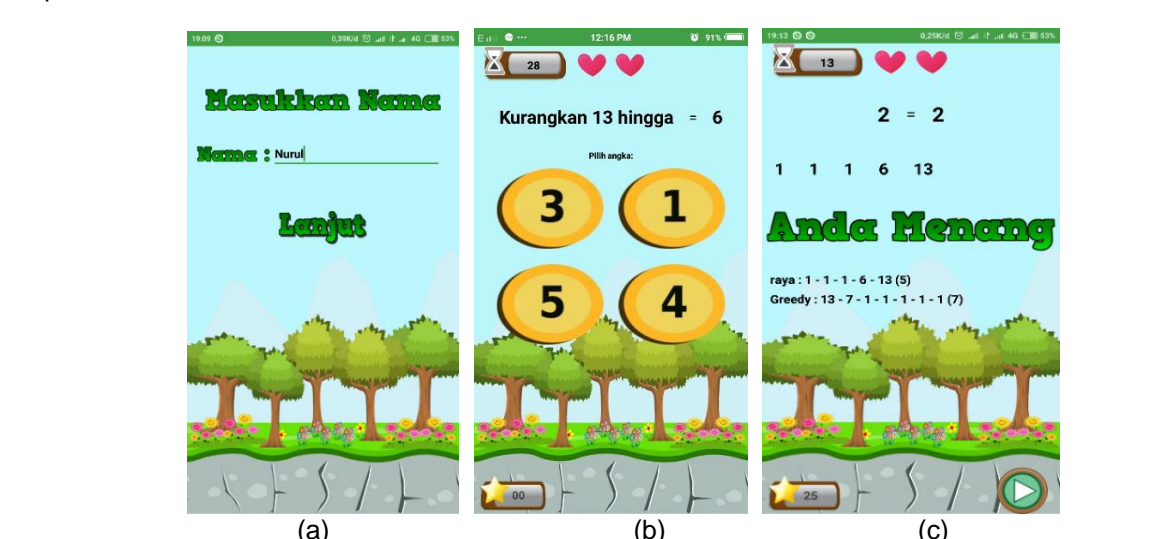 19:09 0,39K/d 4G 53%
Masukkan Nama
Nama : Nurul
Lanjut
(a)
12:16 PM 91%
28
Kurangkan 13 hingga = 6
Pilih angka:
3 1
5 4
00
(b)
19:13 0,25K/d 4G 53%
13
2 = 2
1 1 1 6 13
Anda Menang
raya : 1 - 1 - 1 - 6 - 13 (5)
Greedy : 13 - 7 - 1 - 1 - 1 - 1 - 1 (7)
25
(c)